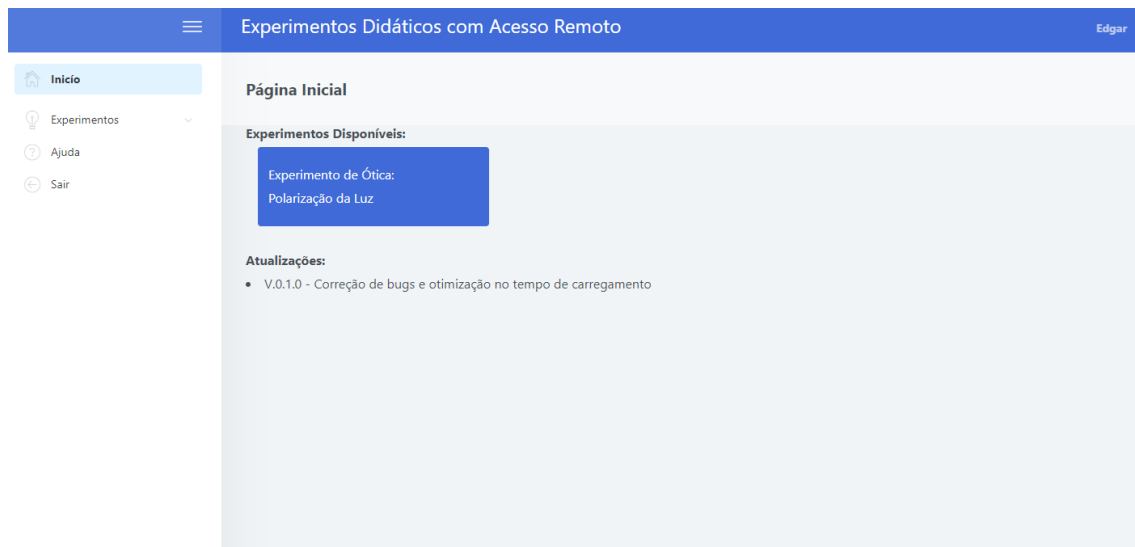 Experimentos Didáticos com Acesso Remoto
Edgar
Inicío
Experimentos
Ajuda
Sair
Página Inicial
Experimentos Disponíveis:
Experimento de Ótica:
Polarização da Luz
Atualizações:
V.0.1.0 - Correção de bugs e otimização no tempo de carregamento